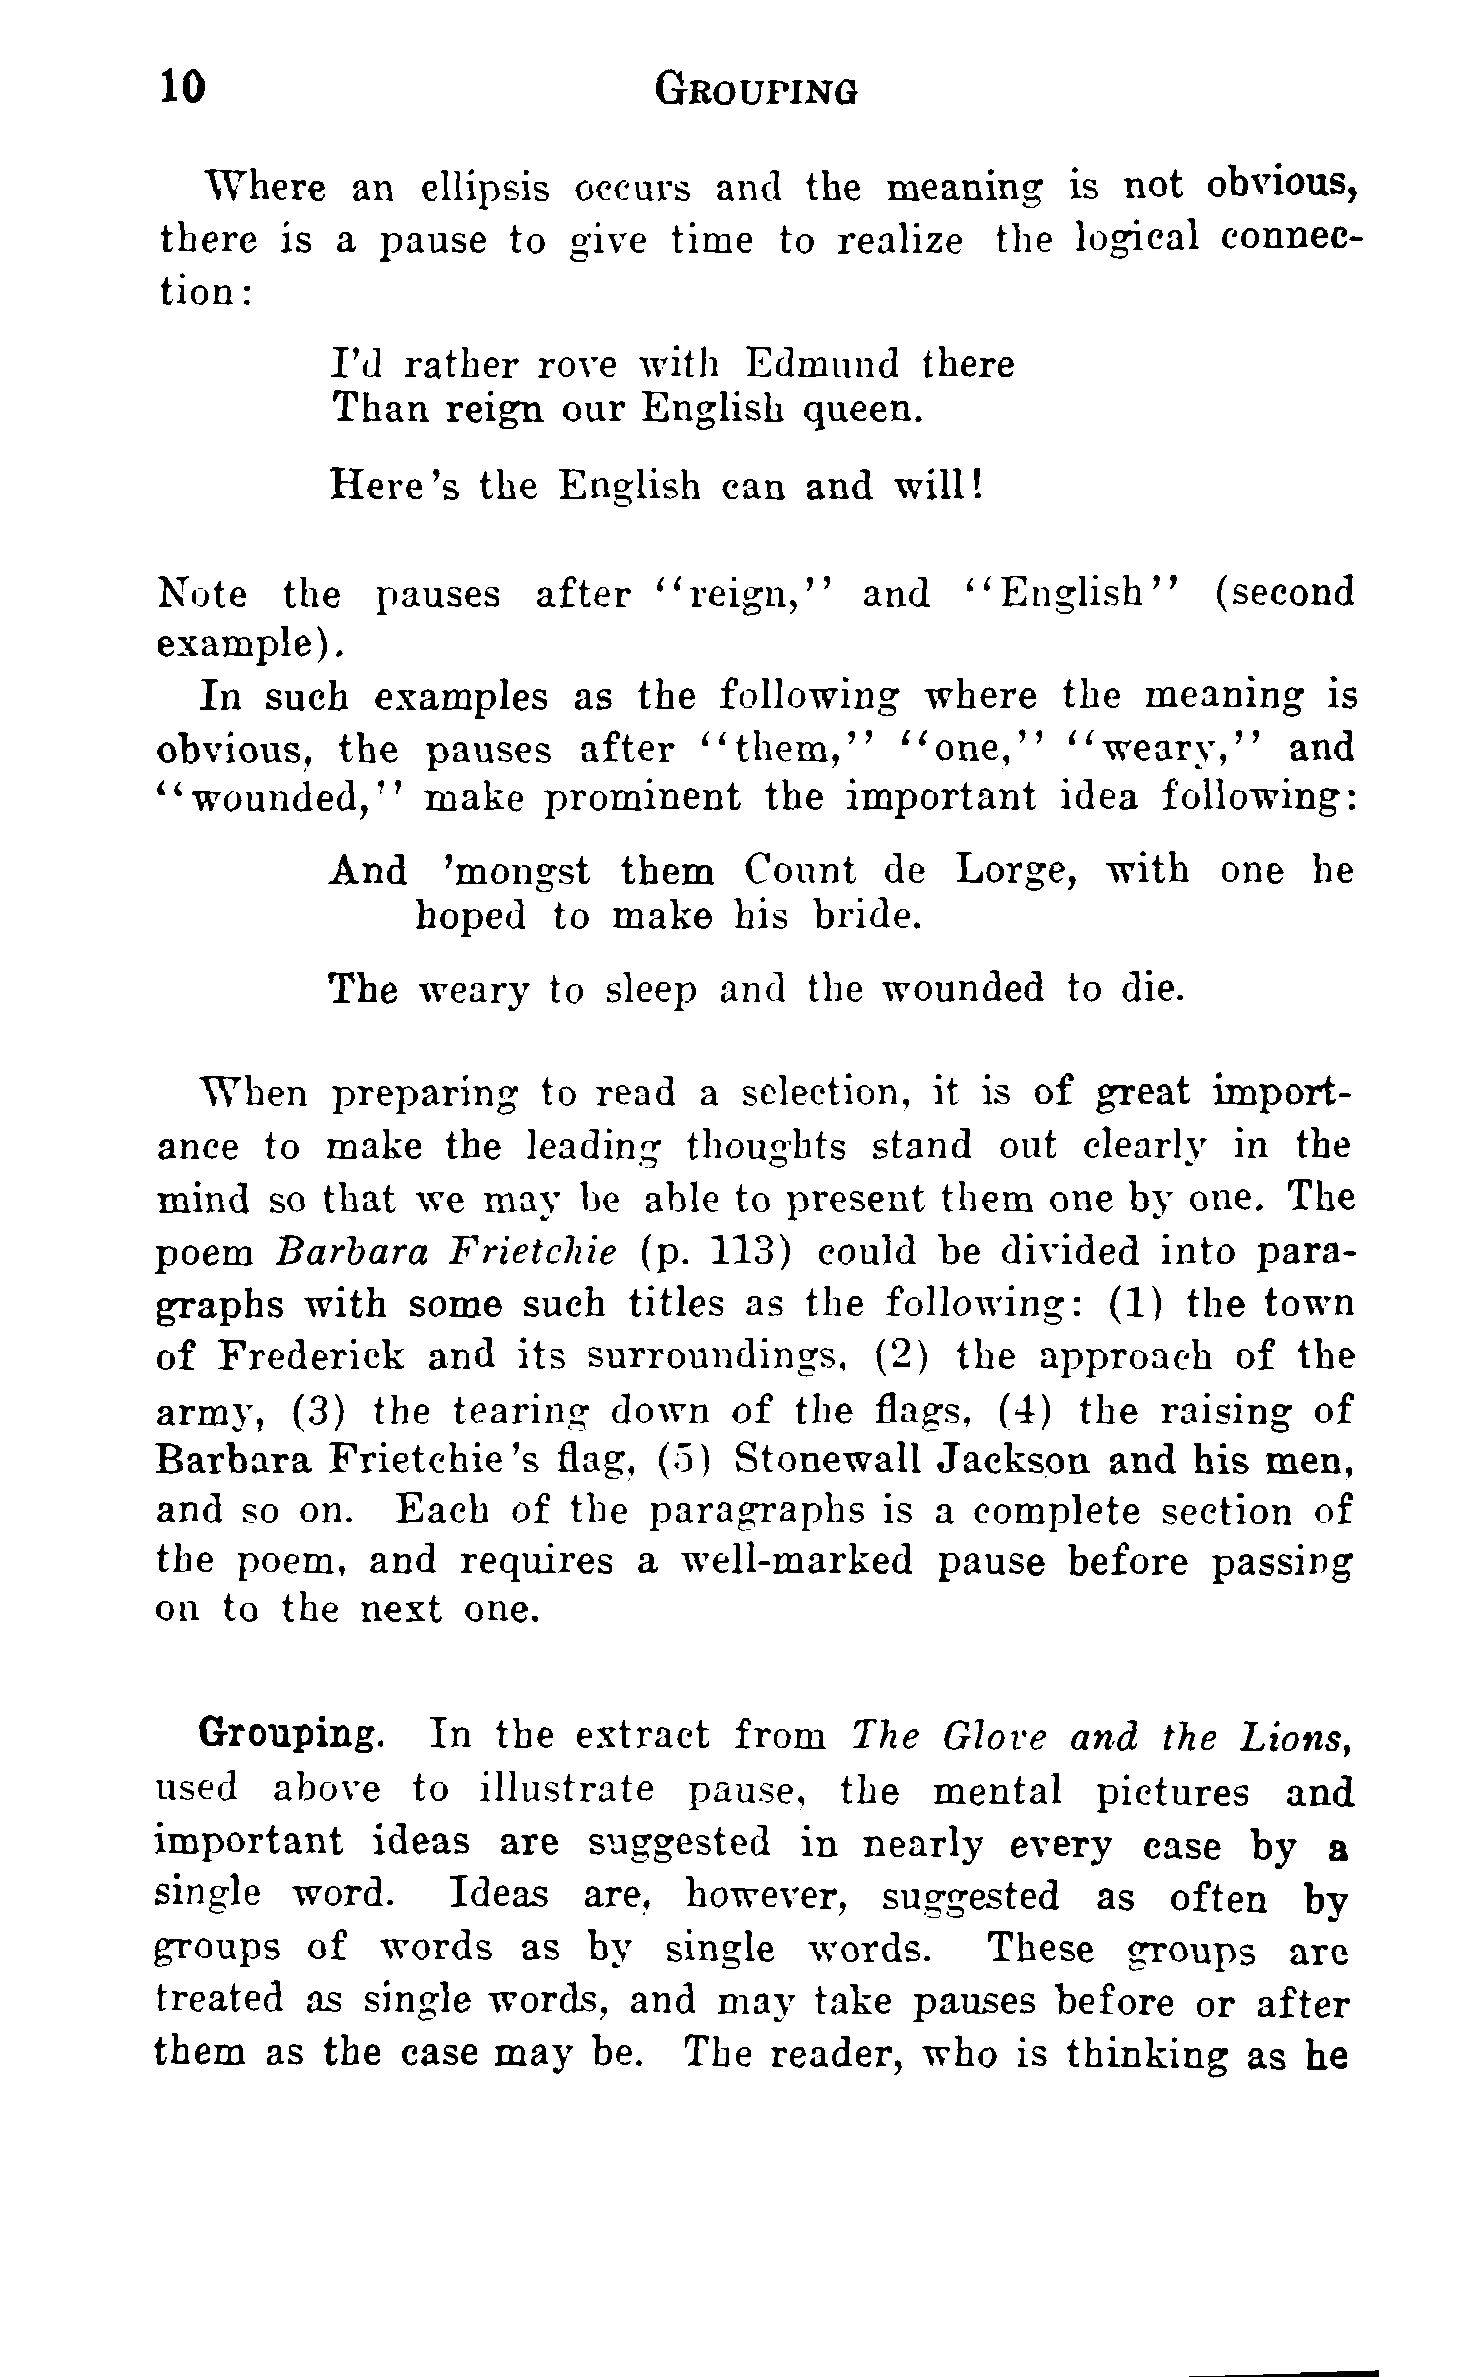 10 GROUPING
Where an ellipsis occurs and the meaning is not obvious,
there is a pause to give time to realize the logical connec-
tion:
I'd rather rove with Edmund there
Than reign our English queen.
Here's the English can and will!
Note the pauses after "reign," and "English" (second
example).
In such examples as the following where the meaning is
obvious, the pauses after "them," "one," "weary," and
"wounded," make prominent the important idea following:
And 'mongst them Count de Lorge, with one he
hoped to make his bride.
The weary to sleep and the wounded to die.
When preparing to read a selection, it is of great import-
ance to make the leading thoughts stand out clearly in the
mind so that we may be able to present them one by one. The
poem Barbara Frietchie (p. 113) could be divided into para-
graphs with some such titles as the following: (1) the town
of Frederick and its surroundings, (2) the approach of the
army, (3) the tearing down of the flags, (4) the raising of
Barbara Frietchie's flag, (5) Stonewall Jackson and his men,
and so on. Each of the paragraphs is a complete section of
the poem, and requires a well-marked pause before passing
on to the next one.
Grouping. In the extract from The Glove and the Lions,
used above to illustrate pause, the mental pictures and
important ideas are suggested in nearly every case by a
single word. Ideas are, however, suggested as often by
groups of words as by single words. These groups are
treated as single words, and may take pauses before or after
them as the case may be. The reader, who is thinking as he